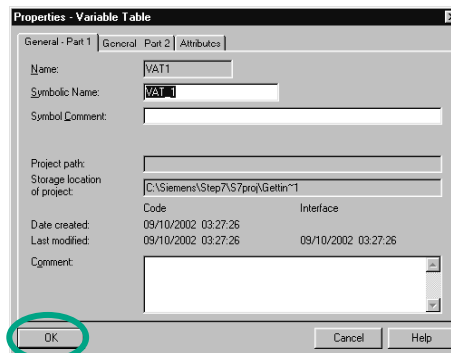 Properties - Variable Table
General - Part 1 General Part 2 Attributes
Name: VAT1
Symbolic Name: VAT_1
Symbol Comment:
Project path:
Storage location
of project: C:\Siemens\Step7\S7proj\Gettin~1
Code Interface
Date created: 09/10/2002 03:27:26
Last modified: 09/10/2002 03:27:26 09/10/2002 03:27:26
Comment:
OK Cancel Help